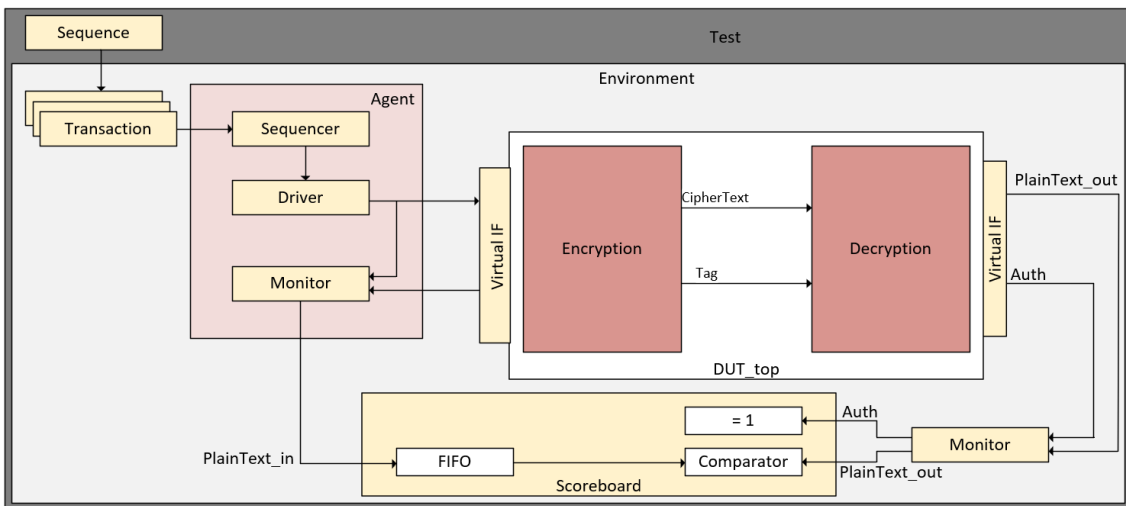 Sequence
Test
Environment
Transaction
Agent
Sequencer
Driver
Monitor
Virtual IF
Encryption
CipherText
Tag
Decryption
Virtual IF
DUT_top
PlainText_out
Auth
PlainText_in
FIFO
= 1
Comparator
Scoreboard
Auth
PlainText_out
Monitor